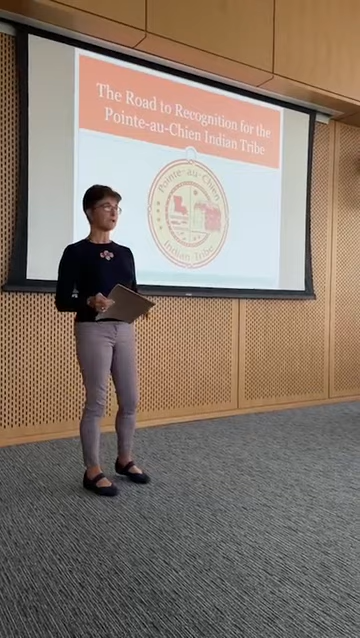 The Road to Recognition for the
Pointe-au-Chien Indian Tribe
Pointe-au-Chien
Indian Tribe